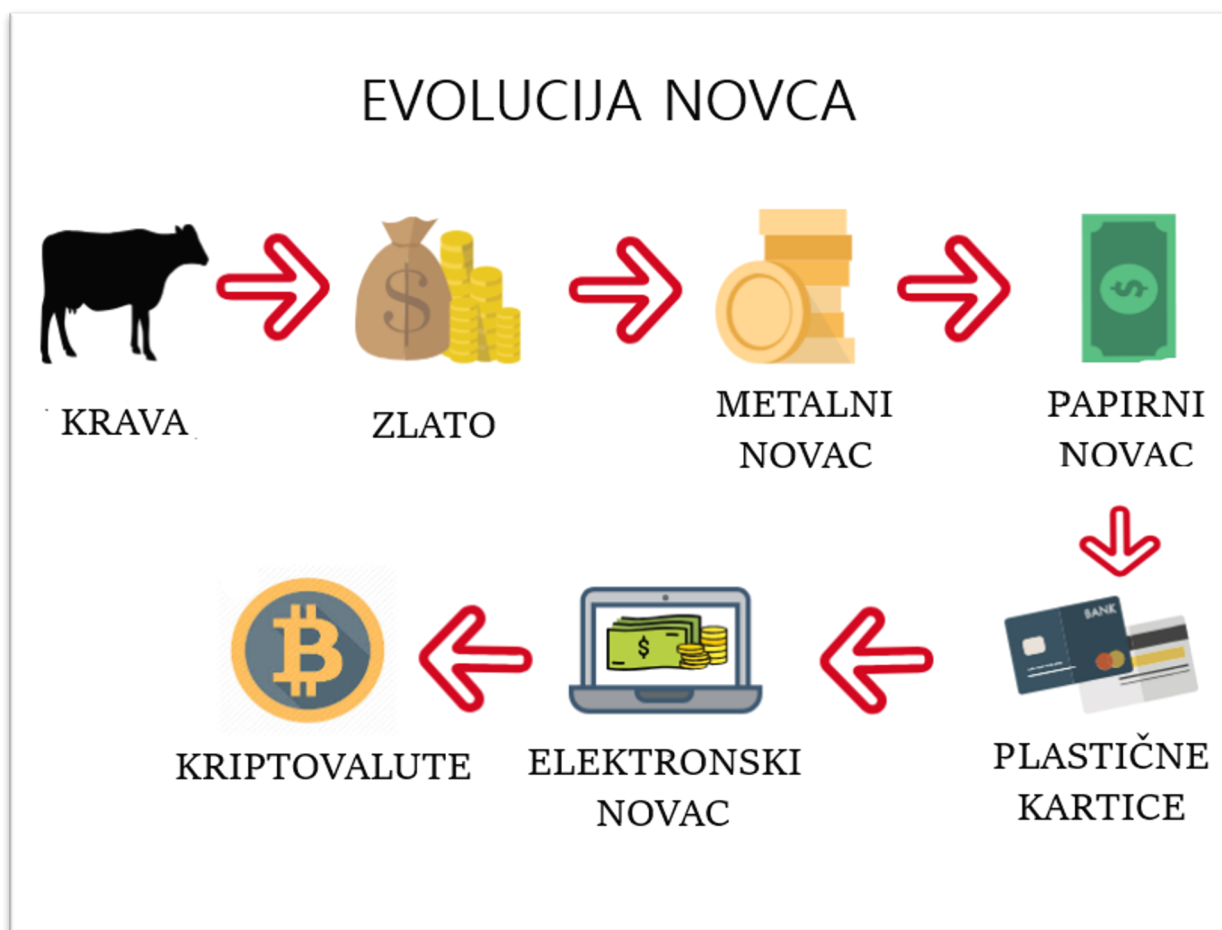 EVOLUCIJA NOVCA
$
$
KRAVA
ZLATO
METALNI
NOVAC
PAPIRNI
NOVAC
BANK
$
KRIPTOVALUTE
ELEKTRONSKI
NOVAC
PLASTIČNE
KARTICE